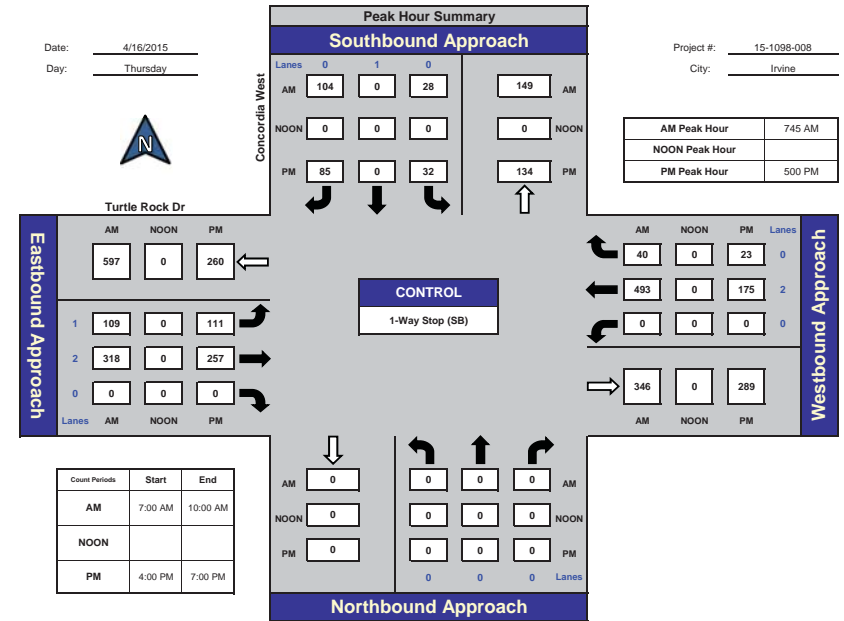 Peak Hour Summary
Southbound Approach
Date: 4/16/2015
Day: Thursday
Project #: 15-1098-008
City: Irvine
N
Concordia West
Lanes 0 1 0
AM 104 0 28 149 AM
NOON 0 0 0 0 NOON
PM 85 0 32 134 PM
AM Peak Hour 745 AM
NOON Peak Hour
PM Peak Hour 500 PM
Turtle Rock Dr
Eastbound Approach
AM NOON PM
597 0 260
1 109 0 111
2 318 0 257
0 0 0 0
Lanes AM NOON PM
CONTROL
1-Way Stop (SB)
AM NOON PM Lanes
40 0 23 0
493 0 175 2
0 0 0 0
346 0 289
AM NOON PM
Westbound Approach
Count Periods Start End
AM 7:00 AM 10:00 AM
NOON
PM 4:00 PM 7:00 PM
AM 0 0 0 0 AM
NOON 0 0 0 0 NOON
PM 0 0 0 0 PM
0 0 0 Lanes
Northbound Approach